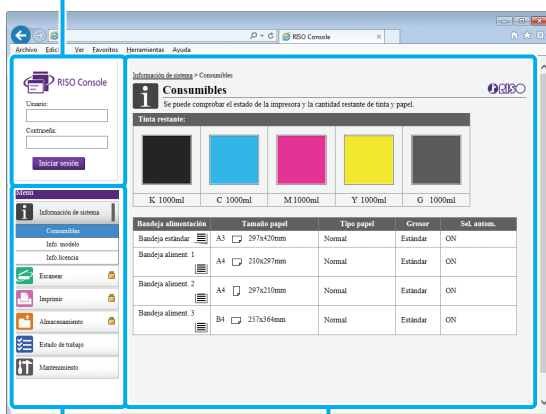 RISO Console
Archivo Edici Ver Favoritos Herramientas Ayuda
RISO Console
Usuario:
Contraseña:
Iniciar sesión
Menú
Información de sistema
Consumibles
Info. modelo
Info.licencia
Escanear
Imprimir
Almacenamiento
Estado de trabajo
Mantenimiento
Información de sistema > Consumibles
Consumibles
RISO
Se puede comprobar el estado de la impresora y la cantidad restante de tinta y papel.
Tinta restante:
K 1000ml C 1000ml M 1000ml Y 1000ml G 1000ml
Bandeja alimentación Tamaño papel Tipo papel Grosor Sel. autom.
Bandeja estándar A3 297x420mm Normal Estándar ON
Bandeja aliment. 1 A4 210x297mm Normal Estándar ON
Bandeja aliment. 2 A4 297x210mm Normal Estándar ON
Bandeja aliment. 3 B4 257x364mm Normal Estándar ON